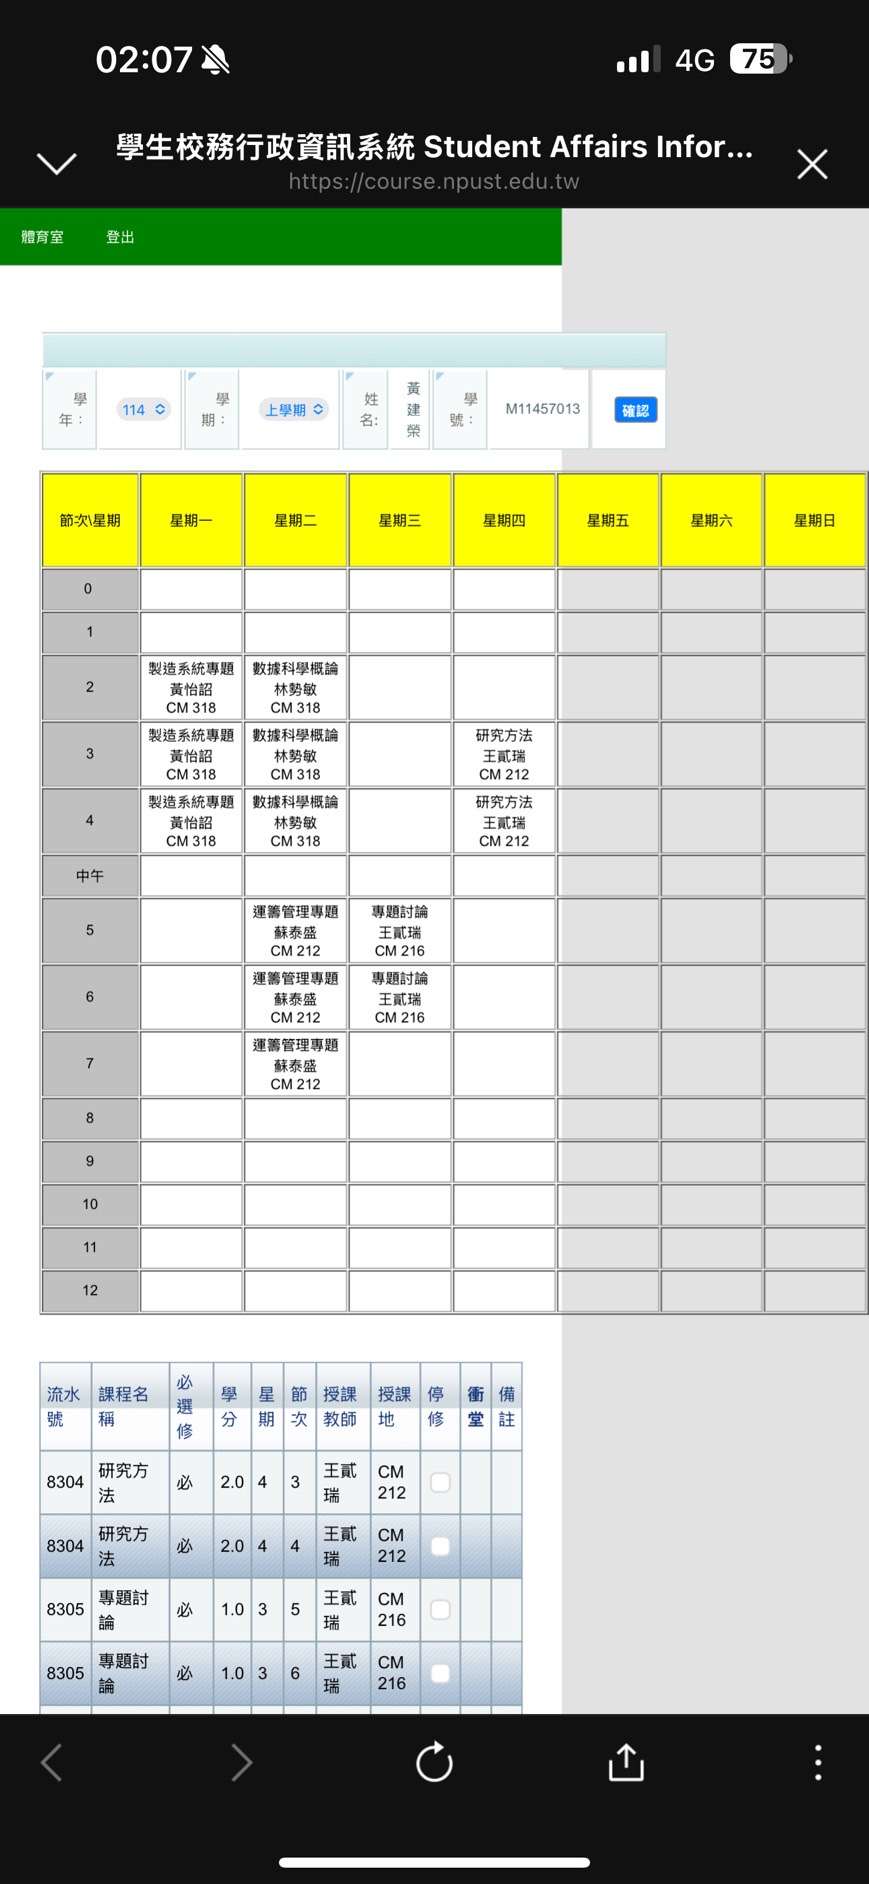 02:07
4G 75
學生校務行政資訊系統 Student Affairs Infor...
https://course.npust.edu.tw
體育室 登出
學年： 114 學期： 上學期 姓名: 黃建榮 學號： M11457013 確認
節次\星期 星期一 星期二 星期三 星期四 星期五 星期六 星期日
0
1
2
製造系統專題 數據科學概論
黃怡詔 林勢敏
CM 318 CM 318
3
製造系統專題 數據科學概論 研究方法
黃怡詔 林勢敏 王貳瑞
CM 318 CM 318 CM 212
4
製造系統專題 數據科學概論 研究方法
黃怡詔 林勢敏 王貳瑞
CM 318 CM 318 CM 212
中午
5
運籌管理專題 專題討論
蘇泰盛 王貳瑞
CM 212 CM 216
6
運籌管理專題 專題討論
蘇泰盛 王貳瑞
CM 212 CM 216
7
運籌管理專題
蘇泰盛
CM 212
8
9
10
11
12
流水號 課程名稱 必選修 學分 星期 節次 授課教師 授課地 停修 衝堂 備註
8304 研究方法 必 2.0 4 3 王貳瑞 CM 212
8304 研究方法 必 2.0 4 4 王貳瑞 CM 212
8305 專題討論 必 1.0 3 5 王貳瑞 CM 216
8305 專題討論 必 1.0 3 6 王貳瑞 CM 216